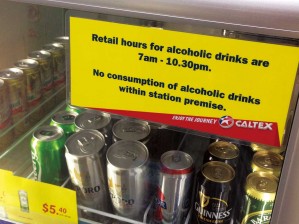 Retail hours for alcoholic drinks are
7am - 10.30pm.
No consumption of alcoholic drinks
within station premise.
ENJOY THE JOURNEY CALTEX
$5.40
GUINNESS